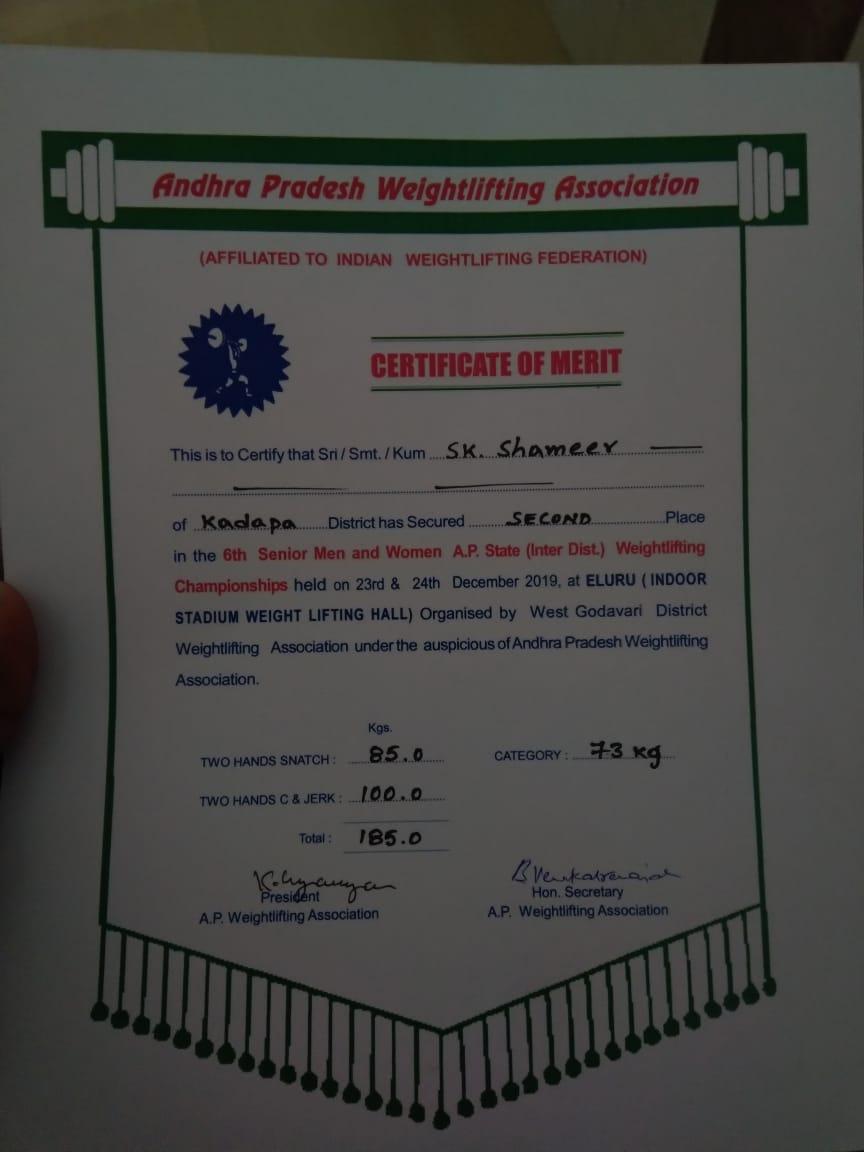 Andhra Pradesh Weightlifting Association
(AFFILIATED TO INDIAN WEIGHTLIFTING FEDERATION)
CERTIFICATE OF MERIT
This is to Certify that Sri / Smt. / Kum SK. Shameer
of Kadapa District has Secured SECOND Place
in the 6th Senior Men and Women A.P. State (Inter Dist.) Weightlifting
Championships held on 23rd & 24th December 2019, at ELURU ( INDOOR
STADIUM WEIGHT LIFTING HALL) Organised by West Godavari District
Weightlifting Association under the auspicious of Andhra Pradesh Weightlifting
Association.
Kgs.
TWO HANDS SNATCH : 85.0 CATEGORY : 73 kg
TWO HANDS C & JERK : 100.0
Total : 185.0
President
A.P. Weightlifting Association
Hon. Secretary
A.P. Weightlifting Association